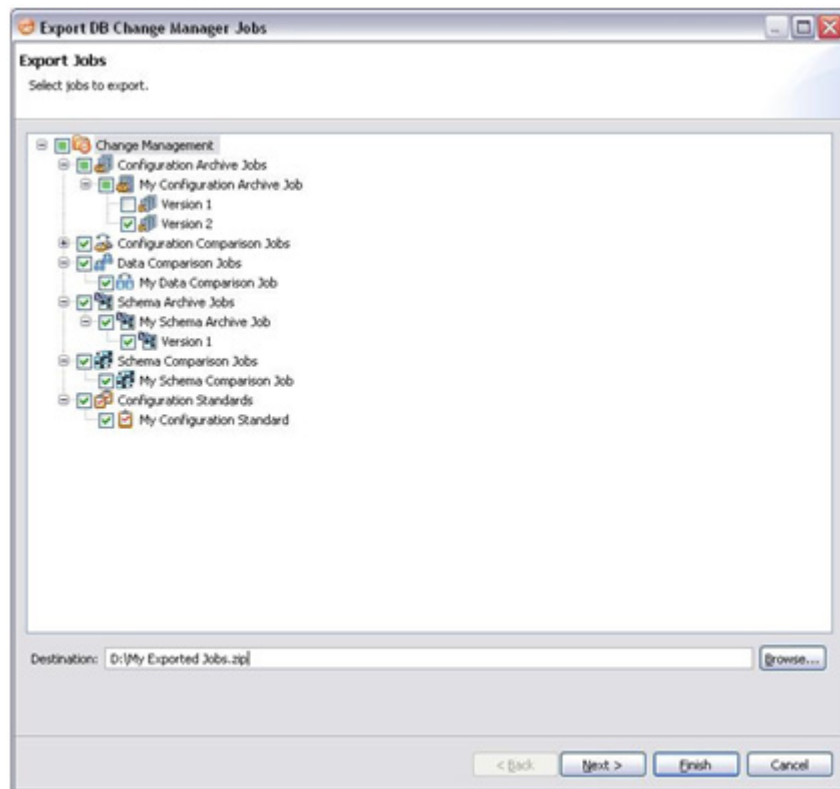 Export DB Change Manager Jobs
Export Jobs
Select jobs to export.
Change Management
Configuration Archive Jobs
My Configuration Archive Job
Version 1
Version 2
Configuration Comparison Jobs
Data Comparison Jobs
My Data Comparison Job
Schema Archive Jobs
My Schema Archive Job
Version 1
Schema Comparison Jobs
My Schema Comparison Job
Configuration Standards
My Configuration Standard
Destination: D:\My Exported Jobs.zip Browse...
< Back Next > Finish Cancel